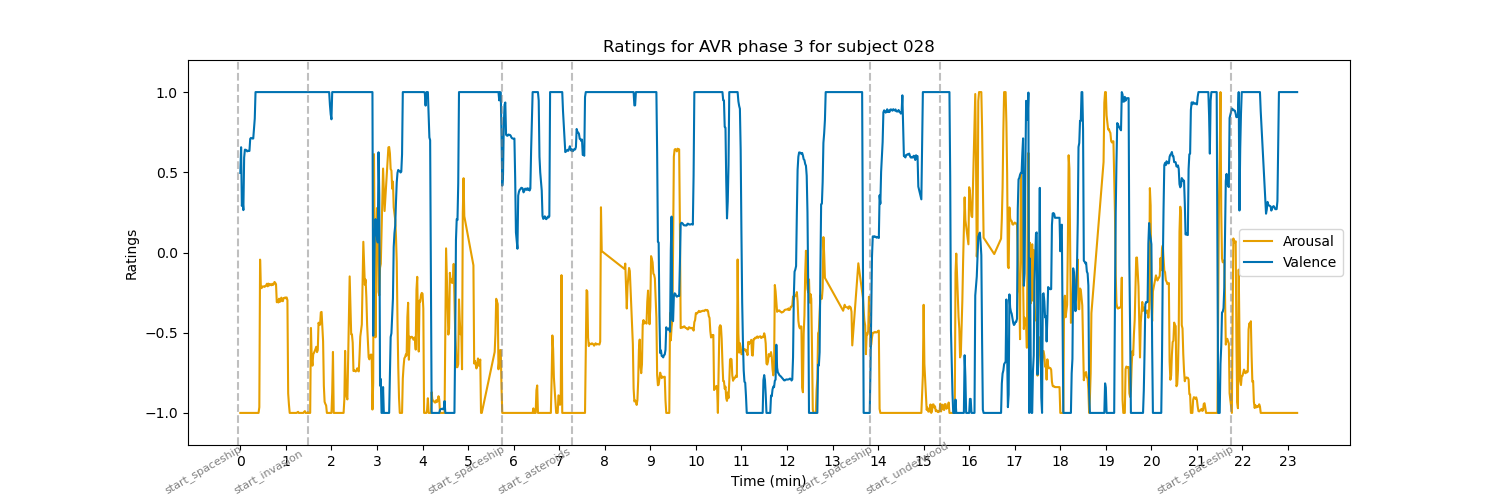 Ratings for AVR phase 3 for subject 028
Ratings
1.0
0.5
0.0
−0.5
−1.0
Arousal
Valence
0 1 2 3 4 5 6 7 8 9 10 11 12 13 14 15 16 17 18 19 20 21 22 23
start_spaceship
start_invasion
start_spaceship
start_asteroids
start_spaceship
start_underwood
start_spaceship
Time (min)